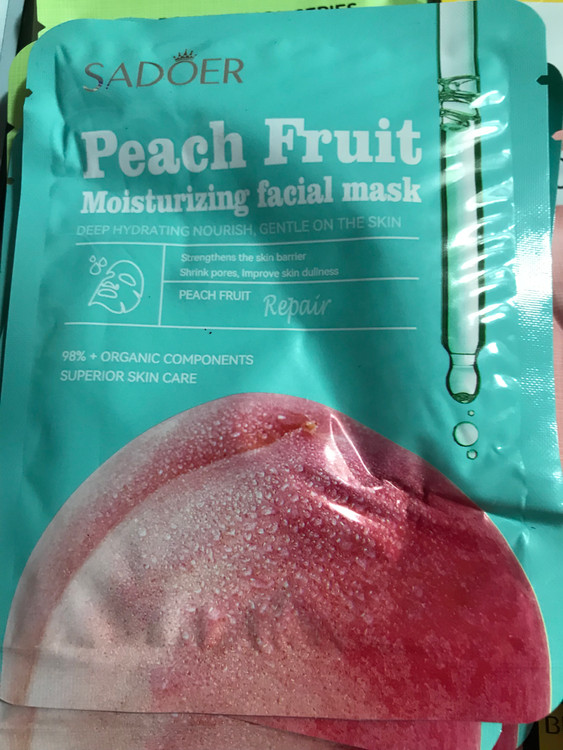 SERIES
SADOER
Peach Fruit
Moisturizing facial mask
DEEP HYDRATING NOURISH, GENTLE ON THE SKIN
Strengthens the skin barrier
Shrink pores, Improve skin dullness
PEACH FRUIT Repair
98% + ORGANIC COMPONENTS
SUPERIOR SKIN CARE